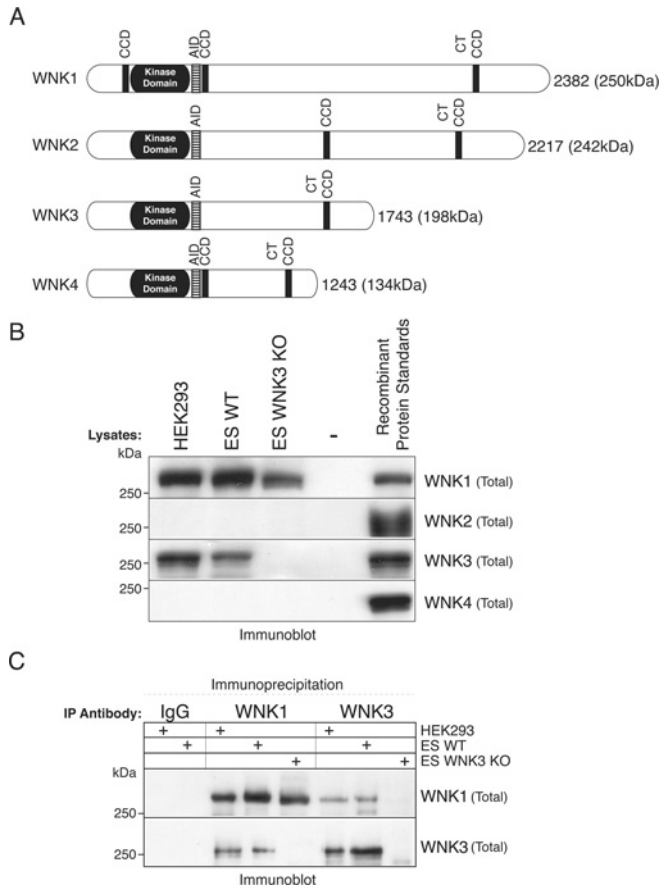 A
CCD
AID
CCD
CT
CCD
WNK1
Kinase
Domain
2382 (250kDa)
AID
CCD
CT
CCD
WNK2
Kinase
Domain
2217 (242kDa)
AID
CT
CCD
WNK3
Kinase
Domain
1743 (198kDa)
AID
CCD
CT
CCD
WNK4
Kinase
Domain
1243 (134kDa)
B
Lysates:
HEK293
ES WT
ES WNK3 KO
-
Recombinant
Protein Standards
kDa
250
WNK1 (Total)
250
WNK2 (Total)
250
WNK3 (Total)
250
WNK4 (Total)
Immunoblot
C
Immunoprecipitation
IP Antibody: IgG WNK1 WNK3
+ + + HEK293
+ + + ES WT
+ + ES WNK3 KO
kDa
250
WNK1 (Total)
250
WNK3 (Total)
Immunoblot